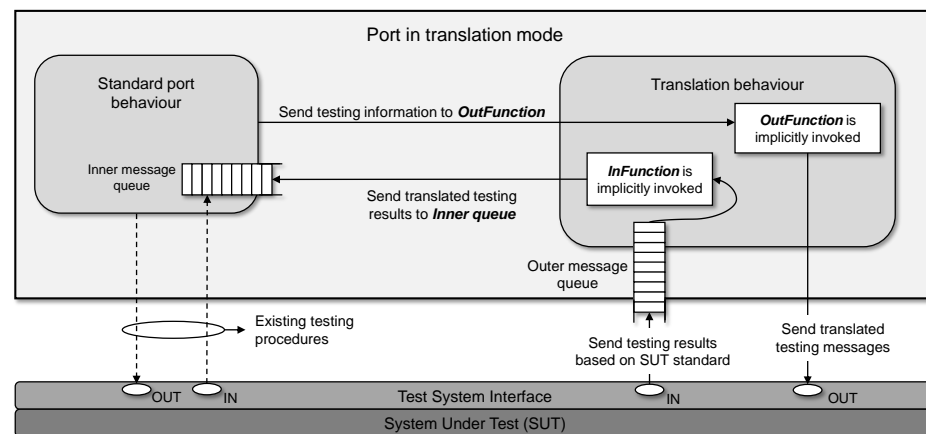 Port in translation mode
Standard port
behaviour
Translation behaviour
Send testing information to OutFunction
OutFunction is
implicitly invoked
Inner message
queue
InFunction is
implicitly invoked
Send translated testing
results to Inner queue
Outer message
queue
Existing testing
procedures
Send testing results
based on SUT standard
Send translated
testing messages
OUT
IN
Test System Interface
IN
OUT
System Under Test (SUT)